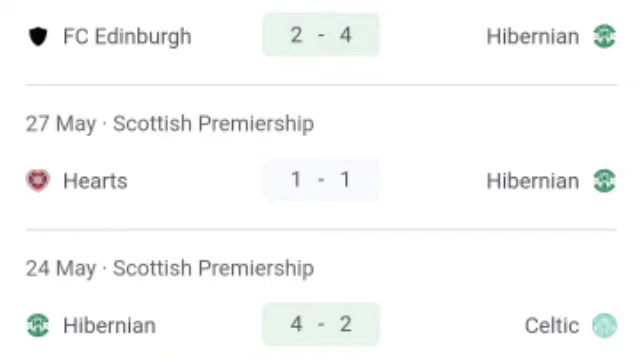 FC Edinburgh 2 - 4 Hibernian
27 May · Scottish Premiership
Hearts 1 - 1 Hibernian
24 May · Scottish Premiership
Hibernian 4 - 2 Celtic